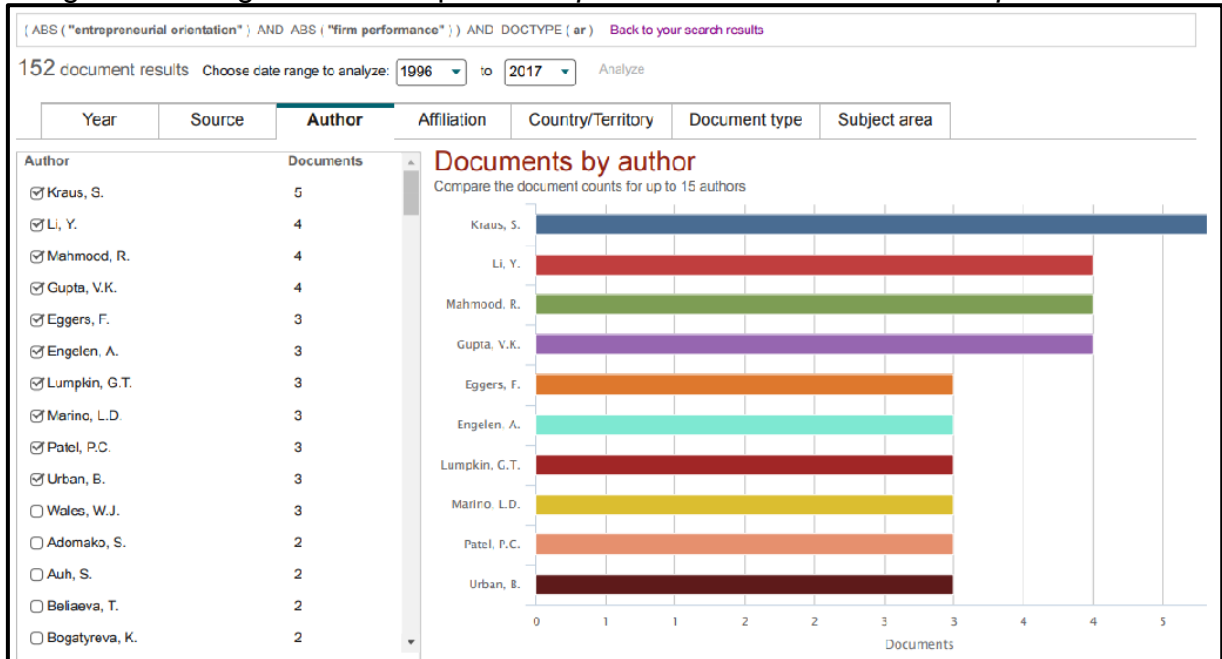 ( ABS ( "entrepreneurial orientation" ) AND ABS ( "firm performance" ) ) AND DOCTYPE ( ar ) Back to your search results
152 document results Choose date range to analyze: 1996 to 2017 Analyze
Year Source Author Affiliation Country/Territory Document type Subject area
Author Documents
Kraus, S. 5
Li, Y. 4
Mahmood, R. 4
Gupta, V.K. 4
Eggers, F. 3
Engelen, A. 3
Lumpkin, G.T. 3
Marino, L.D. 3
Patel, P.C. 3
Urban, B. 3
Wales, W.J. 3
Adomako, S. 2
Auh, S. 2
Beliaeva, T. 2
Bogatyreva, K. 2
Documents by author
Compare the document counts for up to 15 authors
Kraus, S.
Li, Y.
Mahmood, R.
Gupta, V.K.
Eggers, F.
Engelen, A.
Lumpkin, G.T.
Marino, L.D.
Patel, P.C.
Urban, B.
0 1 1 2 2 3 3 4 4 5
Documents